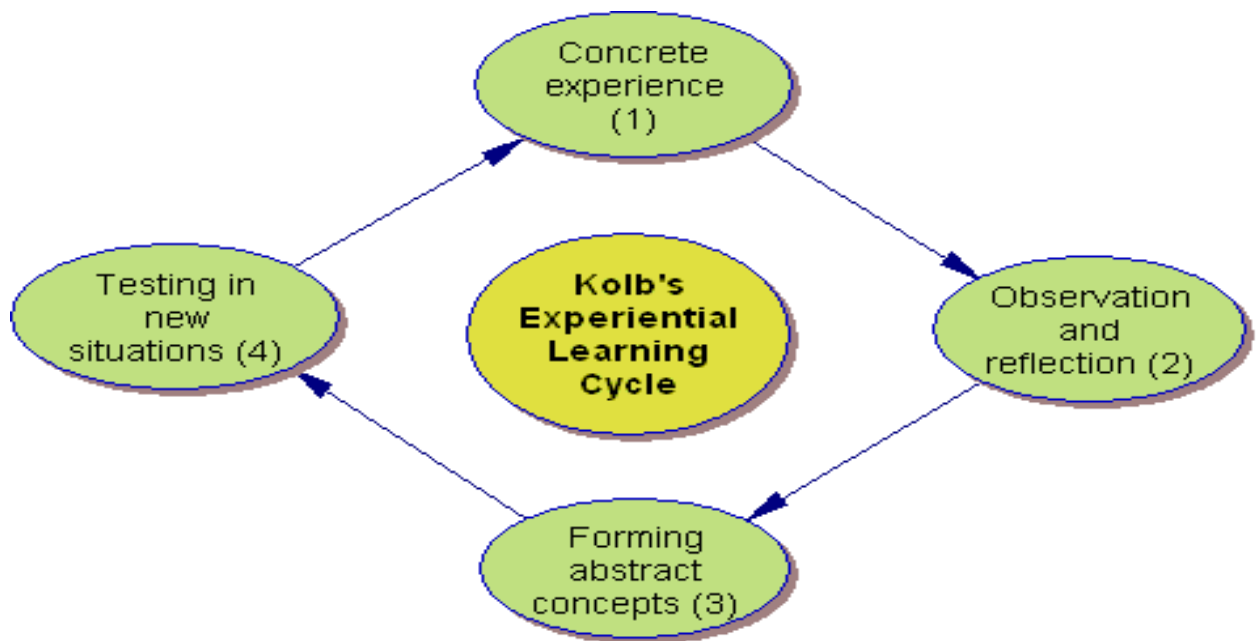 Concrete
experience
(1)
Testing in
new
situations (4)
Kolb's
Experiential
Learning
Cycle
Observation
and
reflection (2)
Forming
abstract
concepts (3)